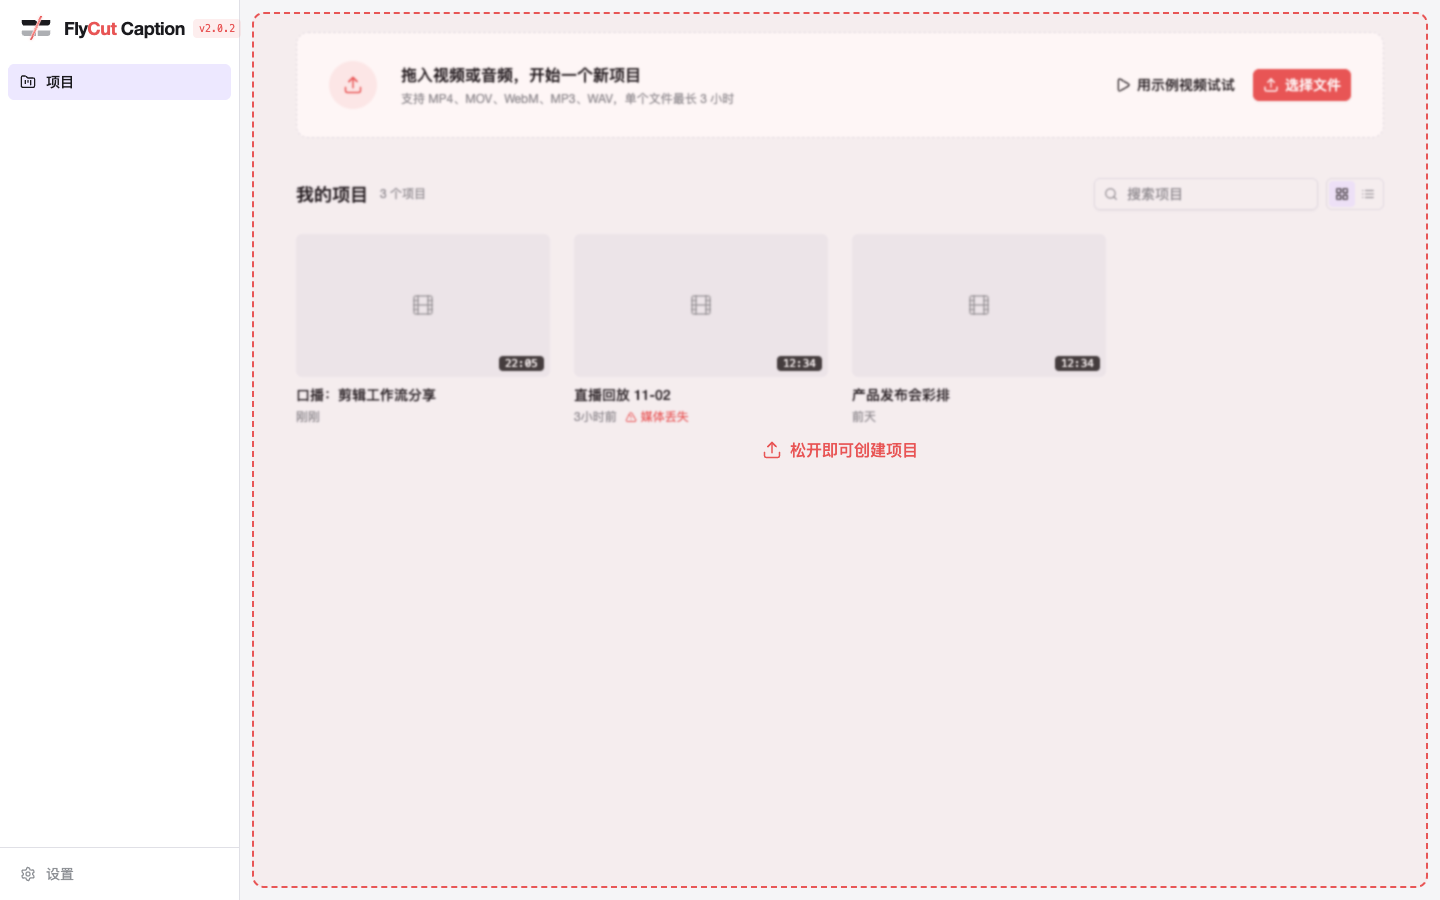 FlyCut Caption v2.0.2
项目
拖入视频或音频，开始一个新项目
支持 MP4、MOV、WebM、MP3、WAV，单个文件最长 3 小时
用示例视频试试
选择文件
我的项目 3 个项目
搜索项目
22:05
12:34
12:34
口播：剪辑工作流分享
刚刚
直播回放 11-02
3小时前 媒体丢失
产品发布会彩排
前天
松开即可创建项目
设置